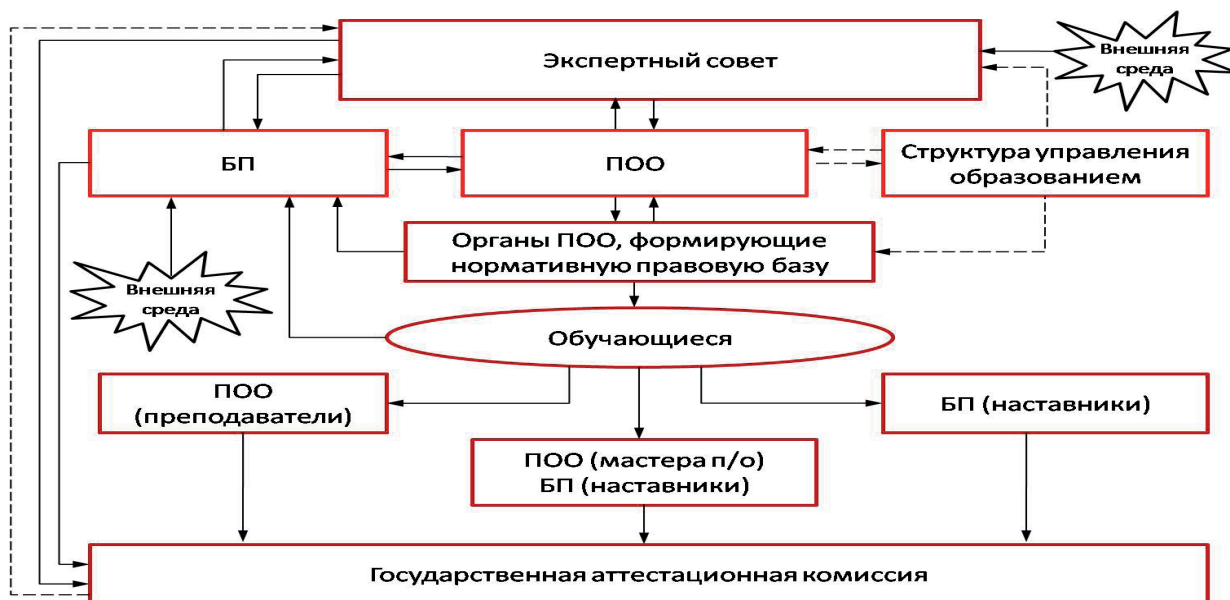 Экспертный совет
Внешняя
среда
БП
ПОО
Структура управления
образованием
Органы ПОО, формирующие
нормативную правовую базу
Внешняя
среда
Обучающиеся
ПОО
(преподаватели)
БП (наставники)
ПОО (мастера п/о)
БП (наставники)
Государственная аттестационная комиссия